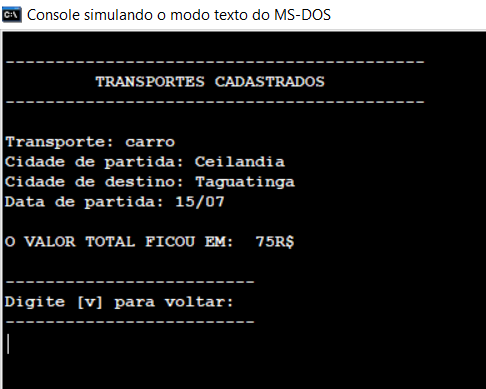 Console simulando o modo texto do MS-DOS
------------------------------------------
TRANSPORTES CADASTRADOS
------------------------------------------
Transporte: carro
Cidade de partida: Ceilandia
Cidade de destino: Taguatinga
Data de partida: 15/07
O VALOR TOTAL FICOU EM:  75R$
-------------------------
Digite [v] para voltar:
-------------------------